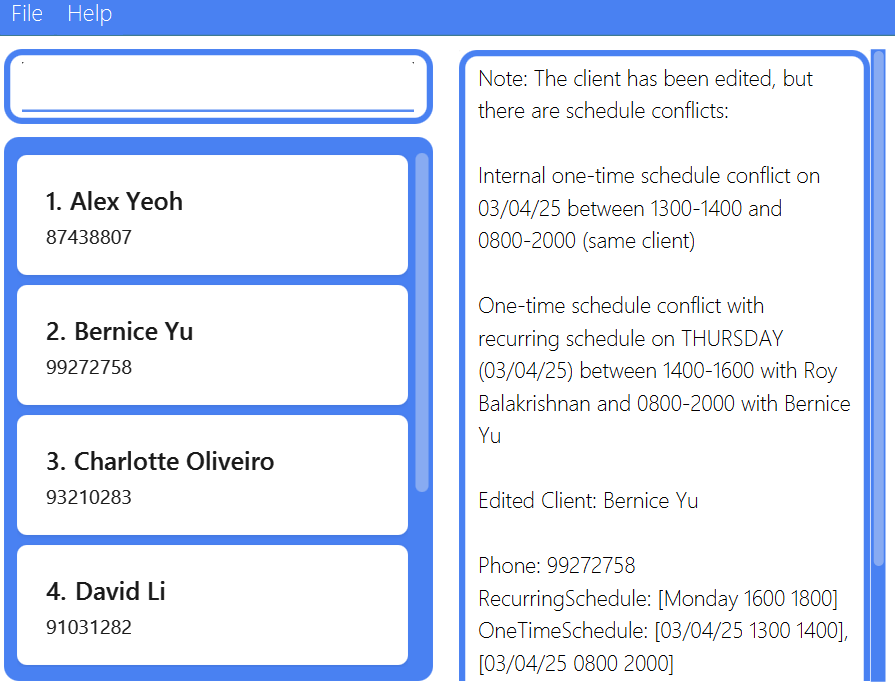 File Help
1. Alex Yeoh
87438807
2. Bernice Yu
99272758
3. Charlotte Oliveiro
93210283
4. David Li
91031282
Note: The client has been edited, but
there are schedule conflicts:
Internal one-time schedule conflict on
03/04/25 between 1300-1400 and
0800-2000 (same client)
One-time schedule conflict with
recurring schedule on THURSDAY
(03/04/25) between 1400-1600 with Roy
Balakrishnan and 0800-2000 with Bernice
Yu
Edited Client: Bernice Yu
Phone: 99272758
RecurringSchedule: [Monday 1600 1800]
OneTimeSchedule: [03/04/25 1300 1400],
[03/04/25 0800 2000]